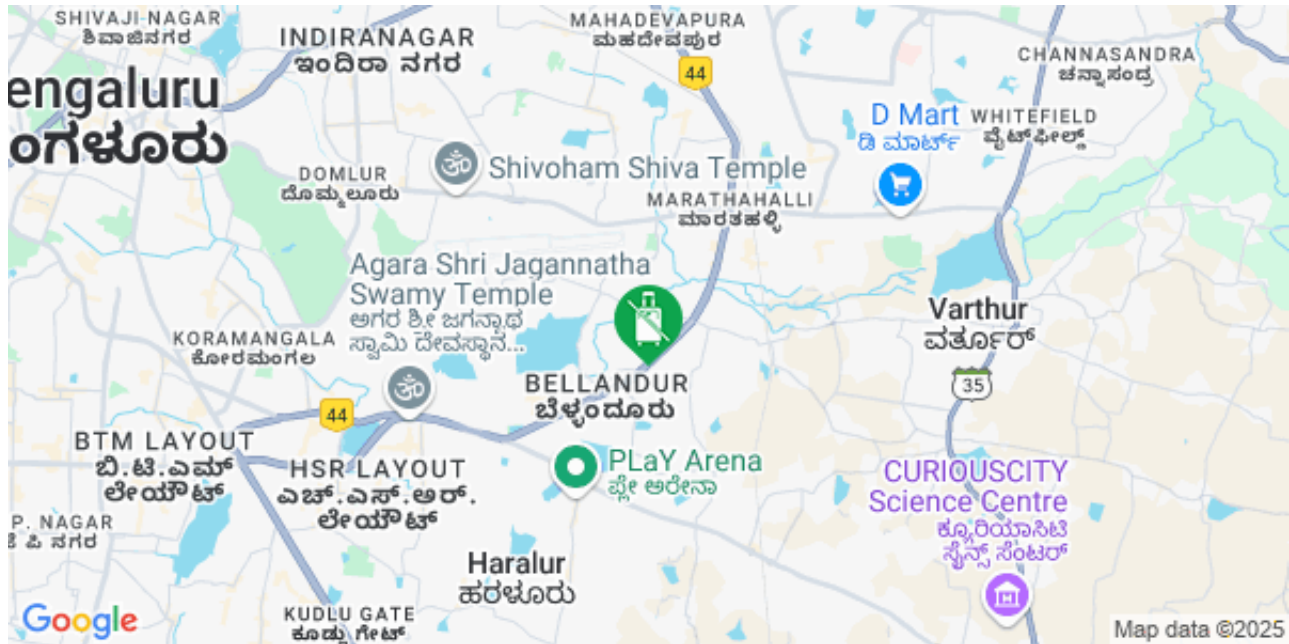 SHIVAJI NAGAR
ಶಿವಾಜಿನಗರ
INDIRANAGAR
ಇಂದಿರಾ ನಗರ
MAHADEVAPURA
ಮಹದೇವಪುರ
44
CHANNASANDRA
ಚನ್ನಾಸಂದ್ರ
engaluru
ಂಗಳೂರು
D Mart
ಡಿ ಮಾರ್ಟ್
WHITEFIELD
ವೈಟ್‌ಫೀಲ್ಡ್
DOMLUR
ದೊಮ್ಮಲೂರು
Shivoham Shiva Temple
MARATHAHALLI
ಮಾರತಹಳ್ಳಿ
Agara Shri Jagannatha
Swamy Temple
ಅಗರ ಶ್ರೀ ಜಗನ್ನಾಥ
ಸ್ವಾಮಿ ದೇವಸ್ಥಾನ...
Varthur
ವರ್ತೂರ್
KORAMANGALA
ಕೋರಮಂಗಲ
BELLANDUR
ಬೆಳ್ಳಂದೂರು
35
44
BTM LAYOUT
ಬಿ.ಟಿ.ಎಮ್
ಲೇಯೌಟ್
HSR LAYOUT
ಎಚ್.ಎಸ್.ಅರ್.
ಲೇಯೌಟ್
PLaY Arena
ಪ್ಲೇ ಅರೇನಾ
CURIOUSCITY
Science Centre
ಕ್ಯೂರಿಯಾಸಿಟಿ
ಸೈನ್ಸ್ ಸೆಂಟರ್
P. NAGAR
ಪಿ ನಗರ
Haralur
ಹರಳೂರು
KUDLU GATE
ಕೂಡ್ಲು ಗೇಟ್
Google
Map data ©2025